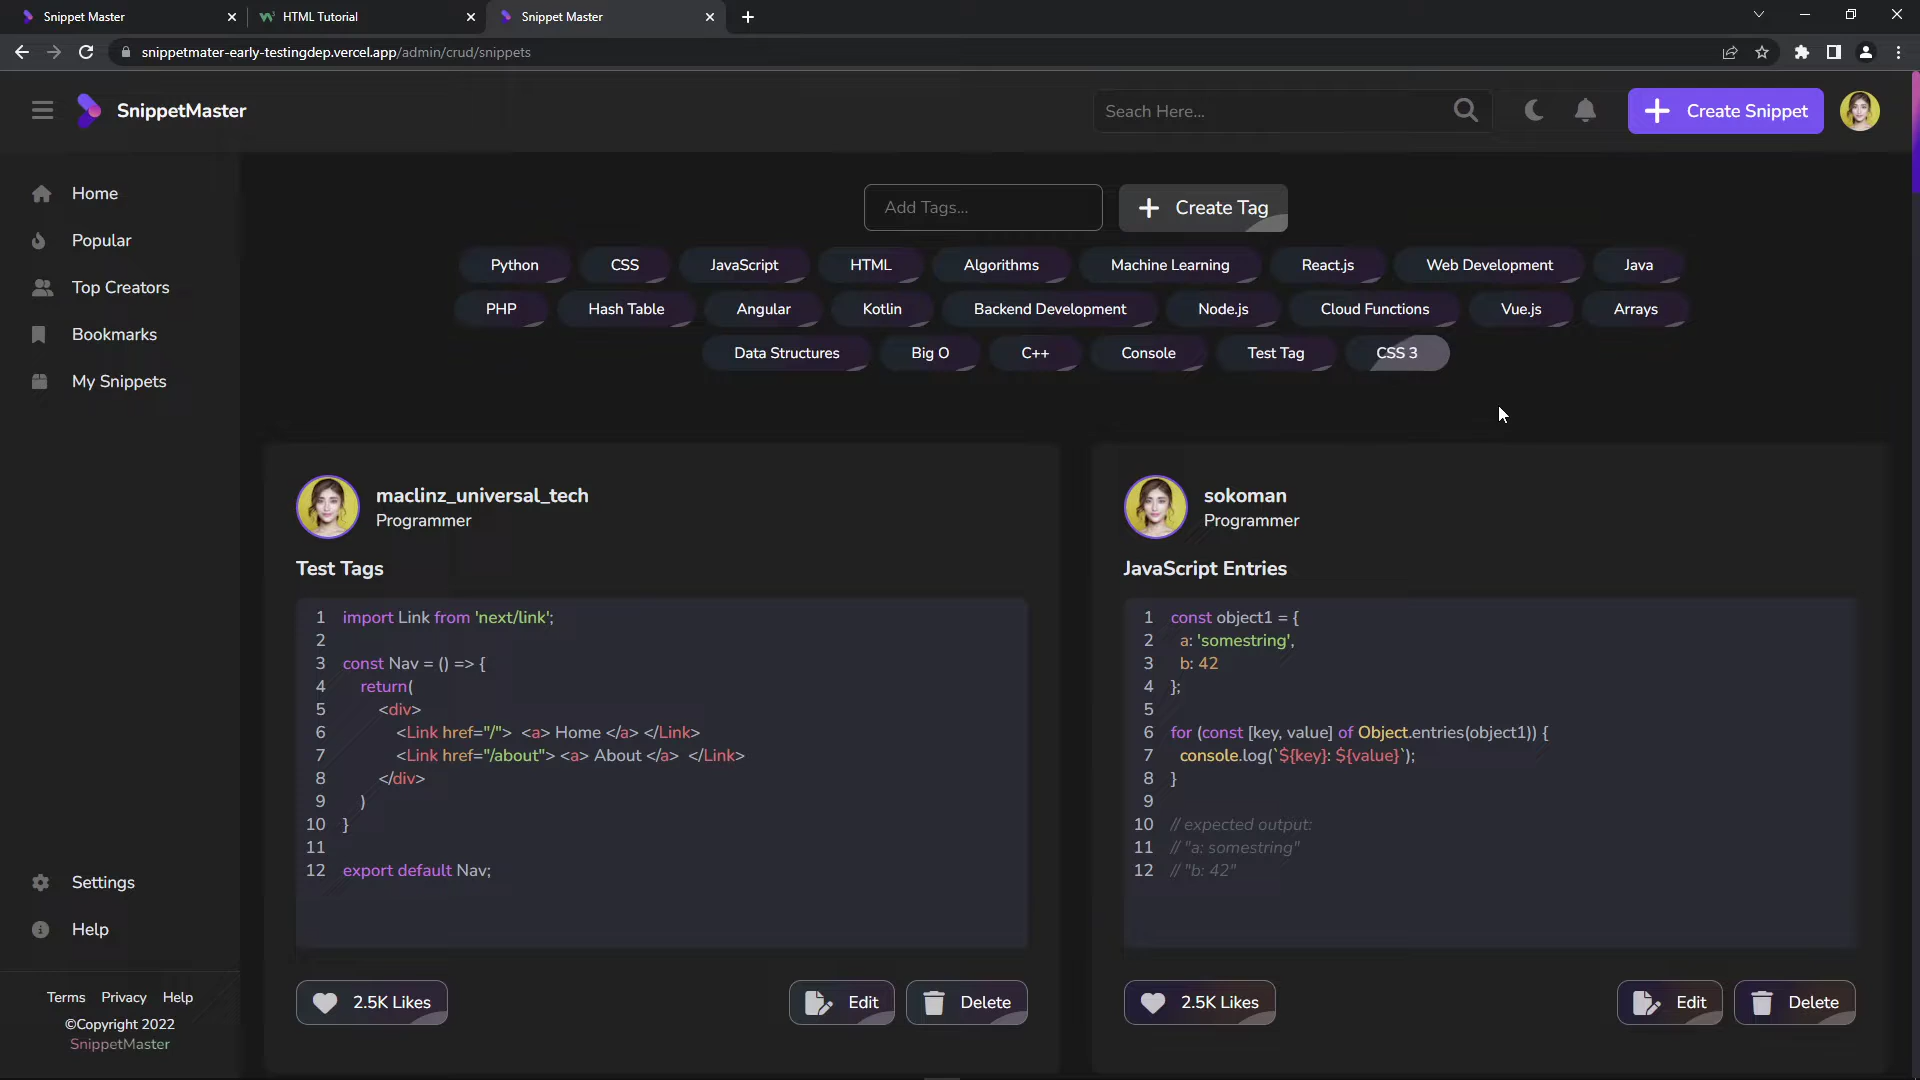 Snippet Master
HTML Tutorial
Snippet Master
snippetmater-early-testingdep.vercel.app/admin/crud/snippets
SnippetMaster
Seach Here...
Create Snippet
Home
Popular
Top Creators
Bookmarks
My Snippets
Settings
Help
Terms Privacy Help
©Copyright 2022
SnippetMaster
Add Tags...
Create Tag
Python CSS JavaScript HTML Algorithms Machine Learning React.js Web Development Java
PHP Hash Table Angular Kotlin Backend Development Node.js Cloud Functions Vue.js Arrays
Data Structures Big O C++ Console Test Tag CSS 3
maclinz_universal_tech
Programmer
Test Tags
1 import Link from 'next/link';
2
3 const Nav = () => {
4 return(
5 <div>
6 <Link href="/"> <a> Home </a> </Link>
7 <Link href="/about"> <a> About </a> </Link>
8 </div>
9 )
10 }
11
12 export default Nav;
2.5K Likes
Edit
Delete
sokoman
Programmer
JavaScript Entries
1 const object1 = {
2 a: 'somestring',
3 b: 42
4 };
5
6 for (const [key, value] of Object.entries(object1)) {
7 console.log(`${key}: ${value}`);
8 }
9
10 // expected output:
11 // "a: somestring"
12 // "b: 42"
2.5K Likes
Edit
Delete